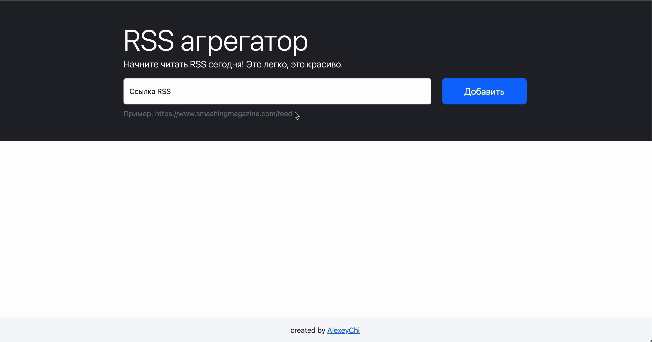 RSS агрегатор
Начните читать RSS сегодня! Это легко, это красиво.
Ссылка RSS
Добавить
Пример: https://www.smashingmagazine.com/feed
created by AlexeyChi